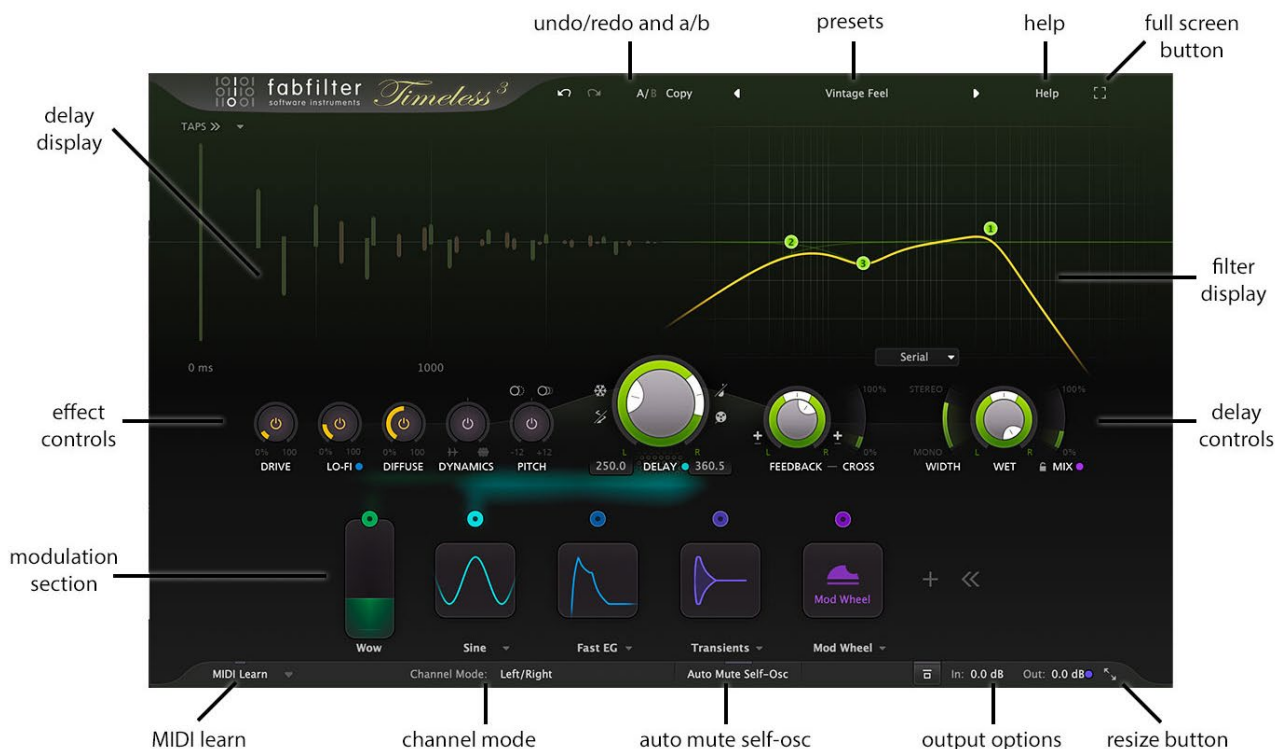 undo/redo and a/b
presets
help
full screen
button
fabfilter
software instruments
Timeless 3
A/B Copy
Vintage Feel
Help
delay
display
TAPS
2
1
3
filter
display
Serial
0 ms
1000
effect
controls
100%
STEREO
100%
delay
controls
0% 100
0% 100
0% 100
-12 +12
0%
MONO
0%
L R
L R
L R
DRIVE
LO-FI
DIFFUSE
DYNAMICS
PITCH
250.0
DELAY
360.5
FEEDBACK
CROSS
WIDTH
WET
MIX
modulation
section
Mod Wheel
Wow
Sine
Fast EG
Transients
Mod Wheel
MIDI Learn
Channel Mode: Left/Right
Auto Mute Self-Osc
In: 0.0 dB
Out: 0.0 dB
MIDI learn
channel mode
auto mute self-osc
output options
resize button